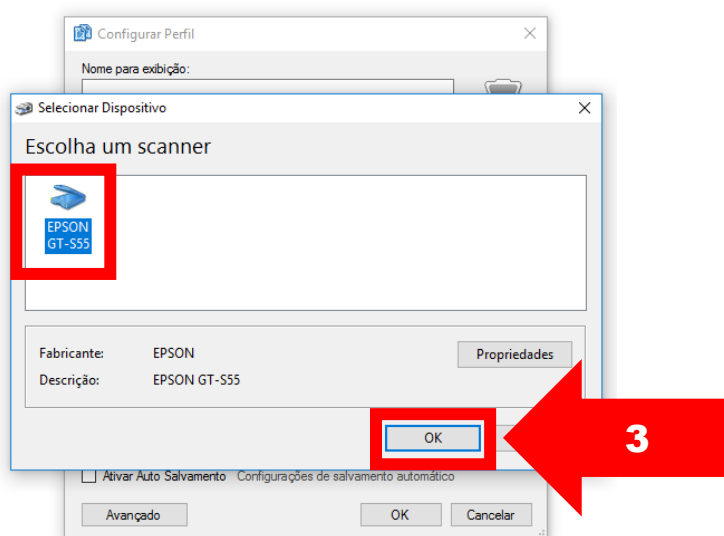 Configurar Perfil
Nome para exibição:
Selecionar Dispositivo
Escolha um scanner
EPSON
GT-S55
Fabricante: EPSON
Propriedades
Descrição: EPSON GT-S55
OK
3
Ativar Auto Salvamento Configurações de salvamento automático
Avançado OK Cancelar